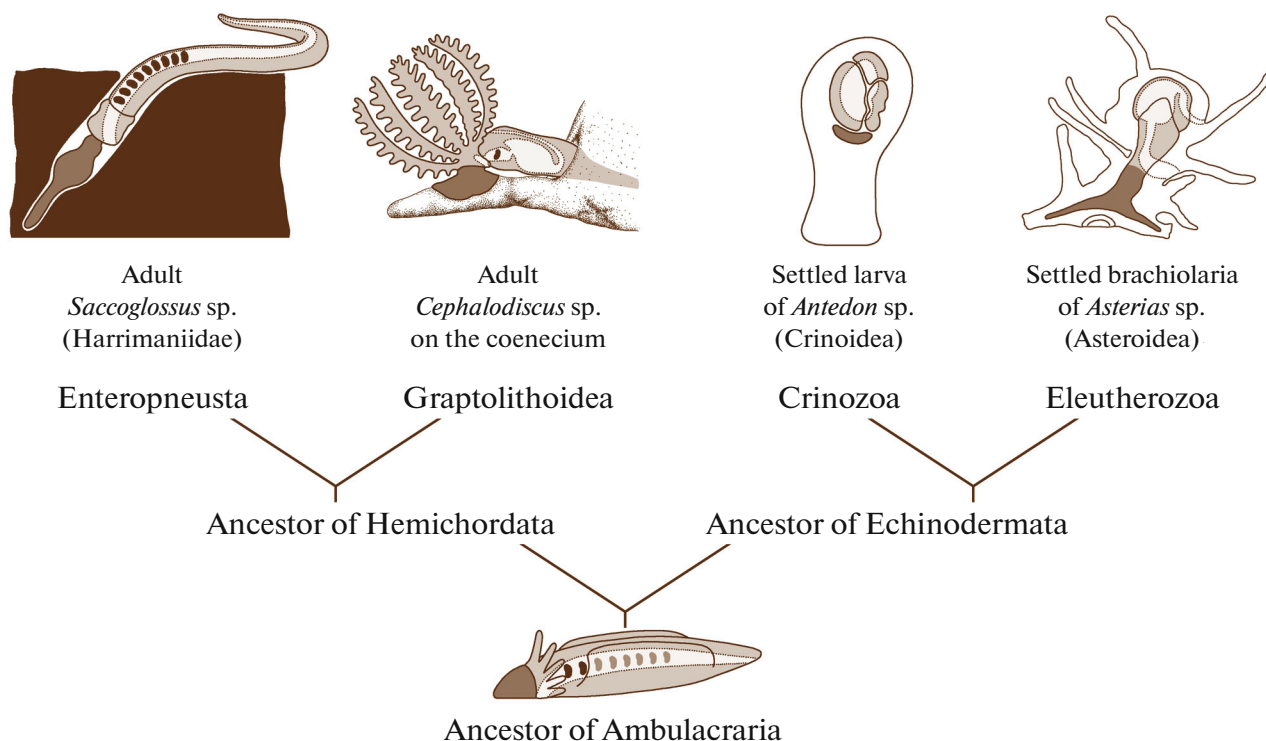 Adult
Saccoglossus sp.
(Harrimaniidae)
Adult
Cephalodiscus sp.
on the coenecium
Settled larva
of Antedon sp.
(Crinoidea)
Settled brachiolaria
of Asterias sp.
(Asteroidea)
Enteropneusta
Graptolithoidea
Crinozoa
Eleutherozoa
Ancestor of Hemichordata
Ancestor of Echinodermata
Ancestor of Ambulacraria